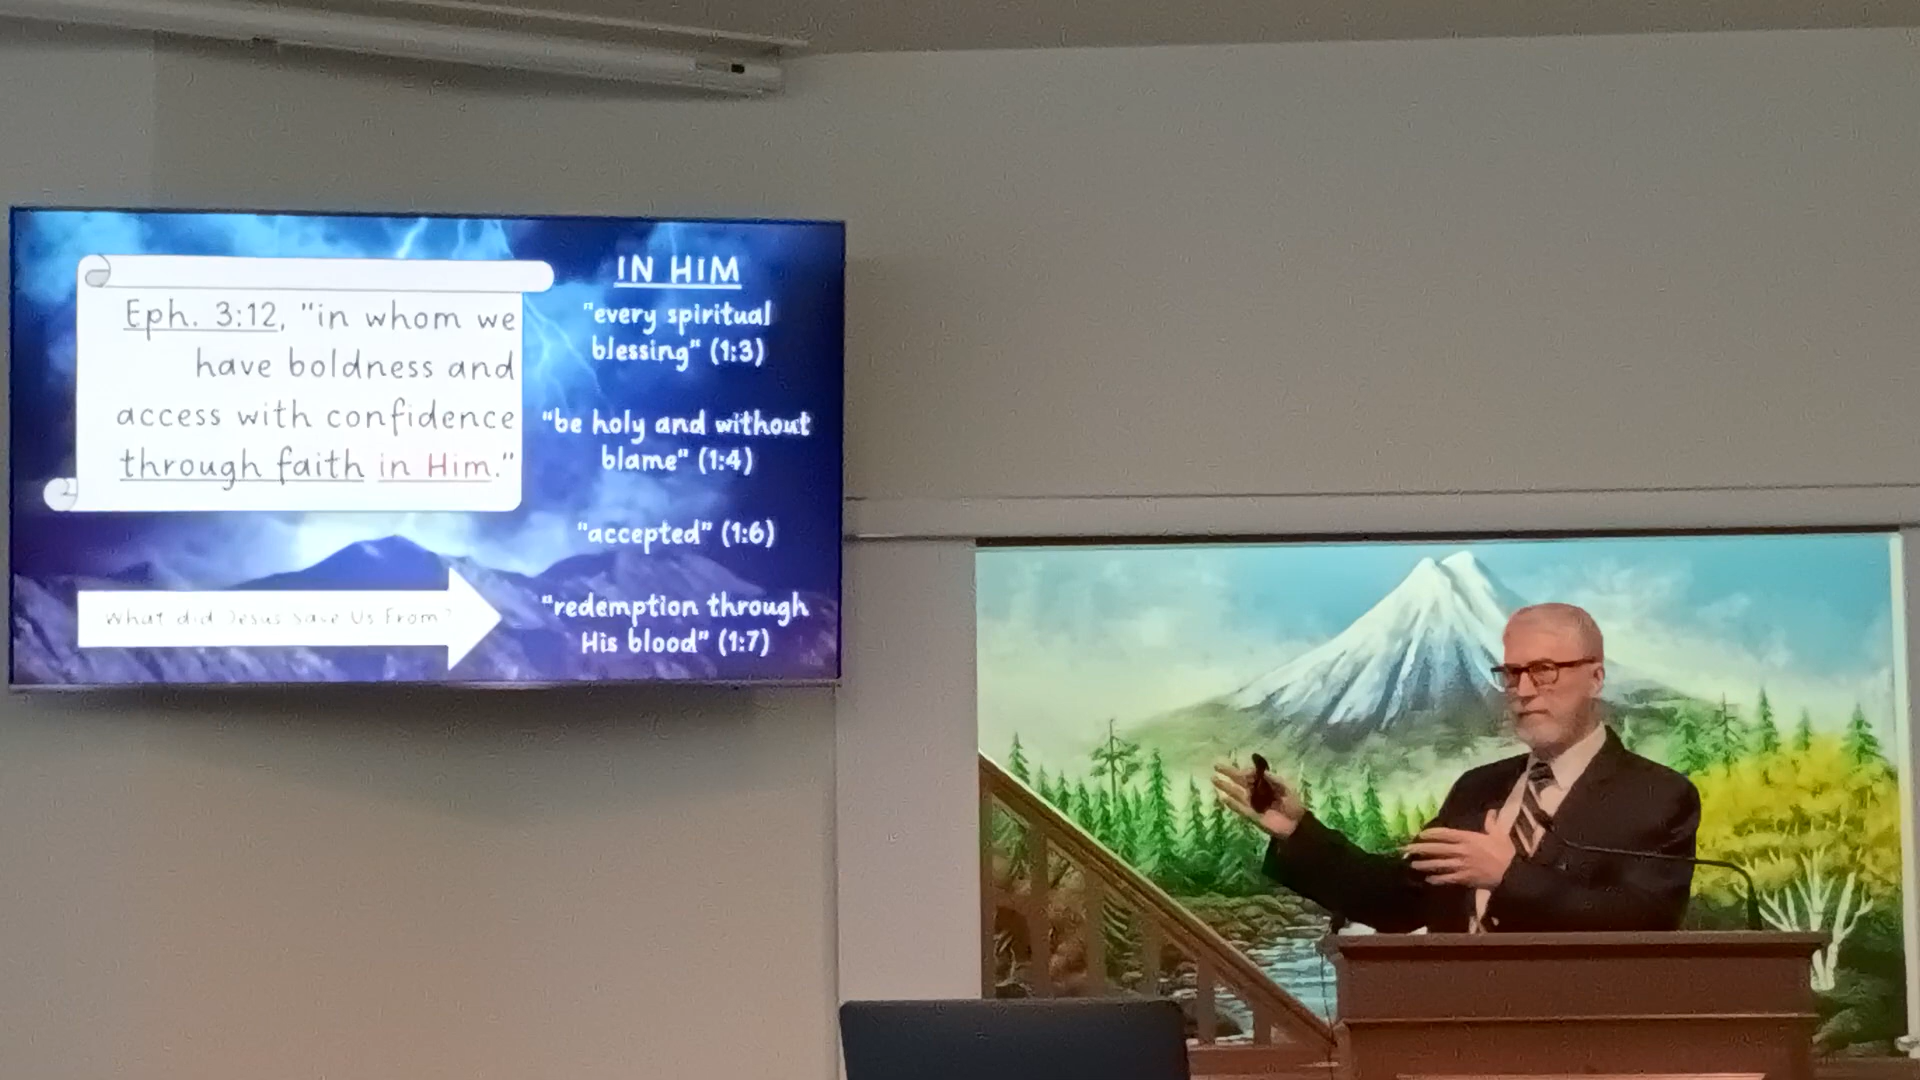 Eph. 3:12, "in whom we
have boldness and
access with confidence
through faith in Him."
What did Jesus Save Us From?
IN HIM
"every spiritual
blessing" (1:3)
"be holy and without
blame" (1:4)
"accepted" (1:6)
"redemption through
His blood" (1:7)